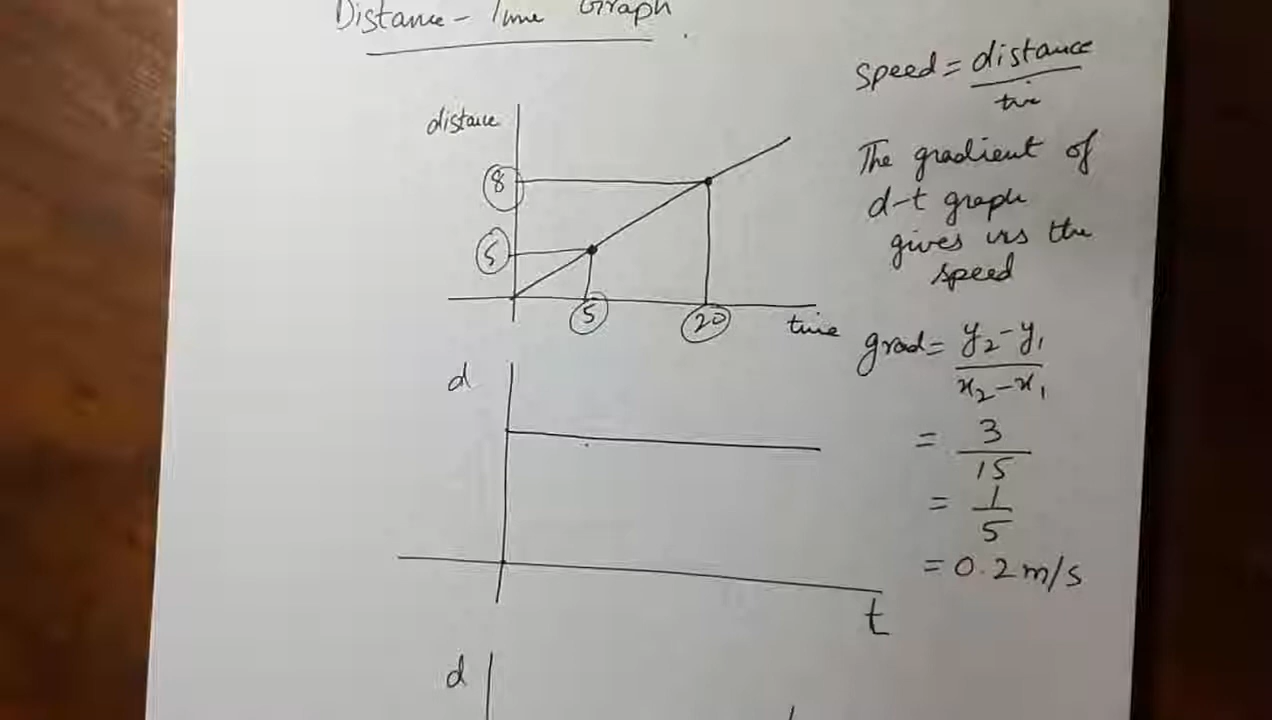 Distance - Time Graph
distance
8
5
5
20
time
d
t
d
speed = distance
time
The gradient of
d-t graph
gives us the
speed
grad = y₂-y₁
x₂-x₁
= 3
15
= 1
5
= 0.2 m/s